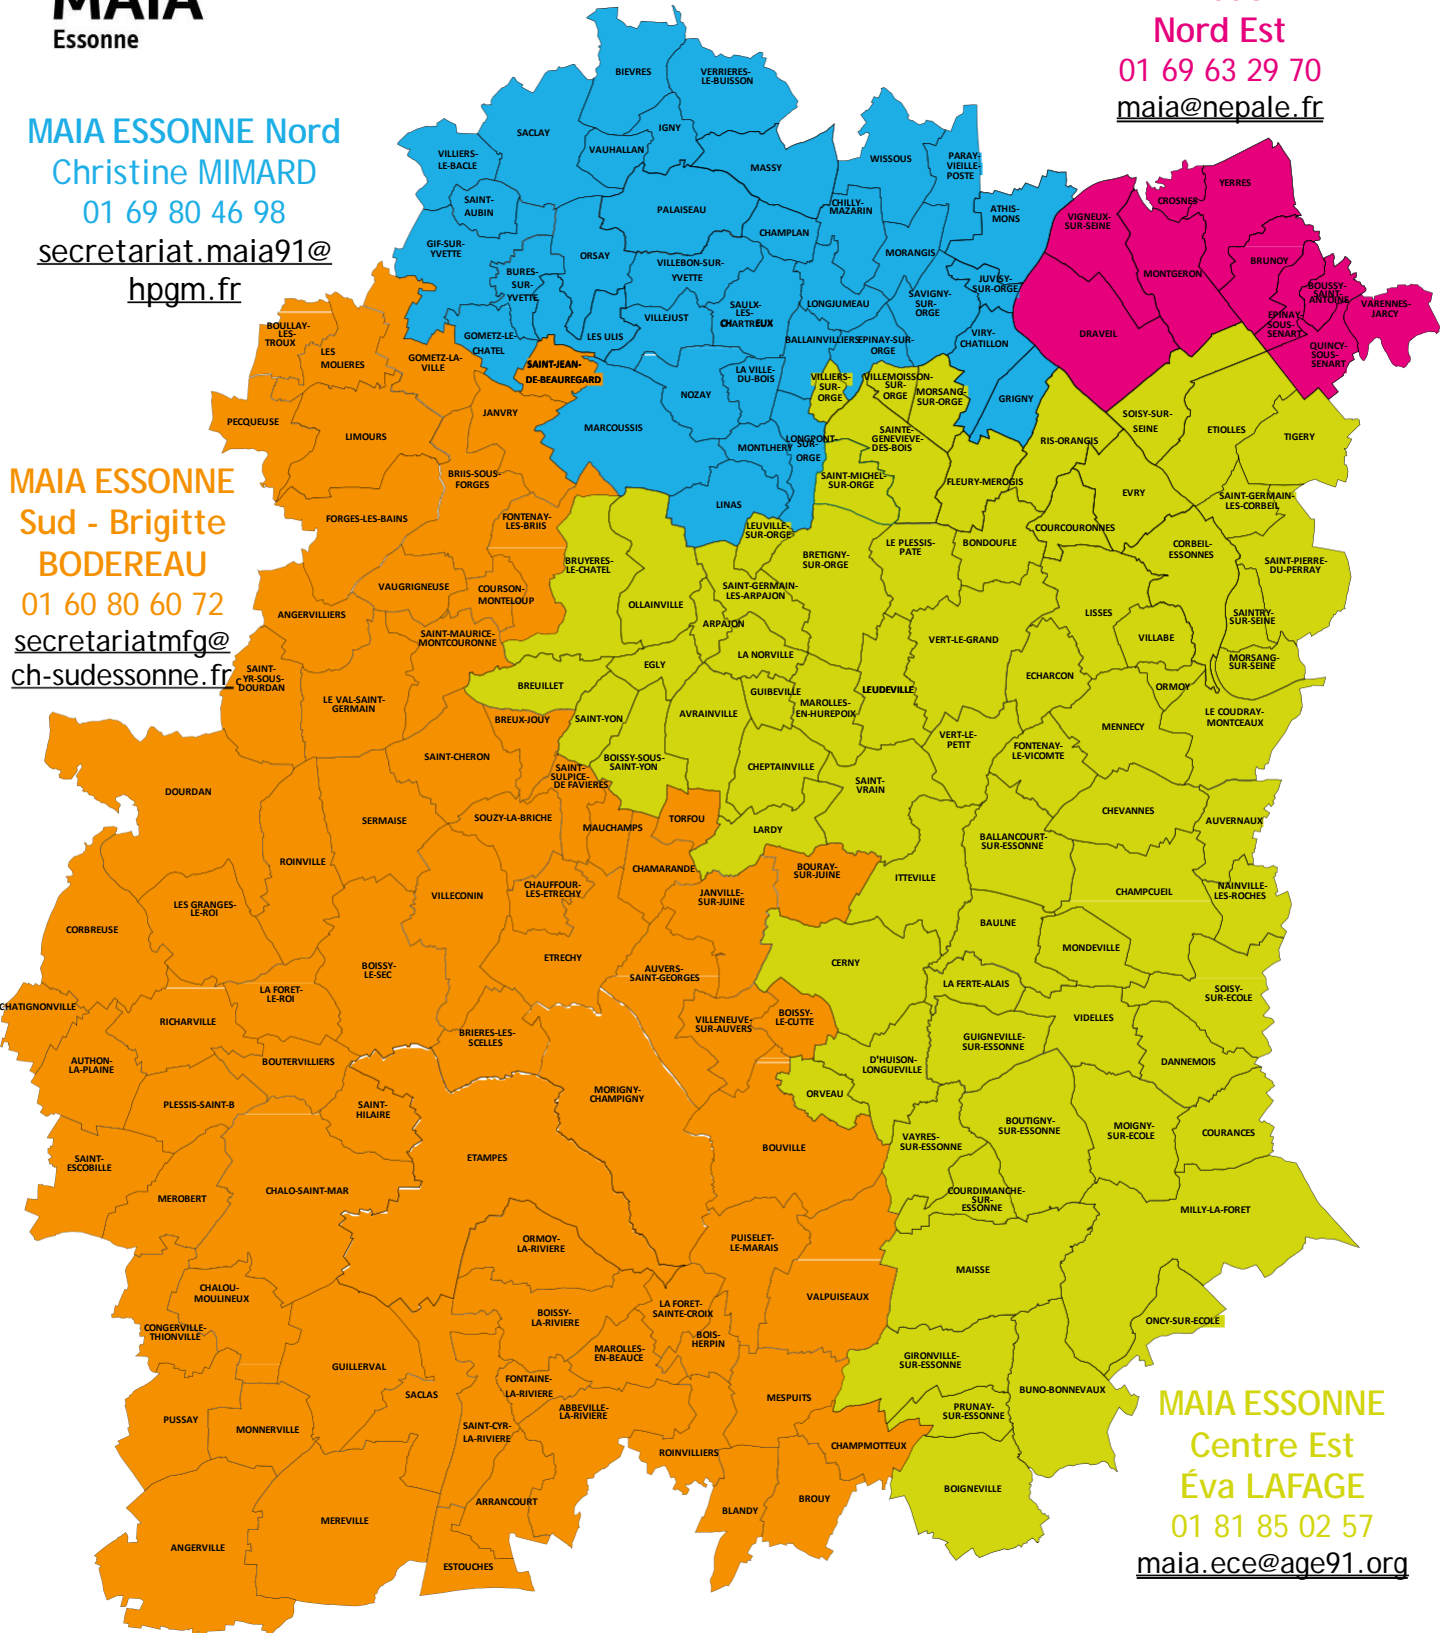 MAIA
Essonne
Nord Est
01 69 63 29 70
maia@nepale.fr
MAIA ESSONNE Nord
Christine MIMARD
01 69 80 46 98
secretariat.maia91@
hpgm.fr
MAIA ESSONNE
Sud - Brigitte
BODEREAU
01 60 80 60 72
secretariatmfg@
ch-sudessonne.fr
MAIA ESSONNE
Centre Est
Éva LAFAGE
01 81 85 02 57
maia.ece@age91.org
BIEVRES
VERRIERES-
LE-BUISSON
SACLAY
IGNY
VAUHALLAN
VILLIERS-
LE-BACLE
MASSY
WISSOUS
PARAY-
VIEILLE-
POSTE
SAINT-
AUBIN
PALAISEAU
CHILLY-
MAZARIN
ATHIS-
MONS
CHAMPLAN
GIF-SUR-
YVETTE
ORSAY
MORANGIS
VILLEBON-SUR-
YVETTE
BURES-
SUR-
YVETTE
JUVISY-
SUR-ORGE
SAVIGNY-
SUR-
ORGE
SAULX-
LES-
CHARTREUX
LONGJUMEAU
VILLEJUST
LES ULIS
GOMETZ-LE-
CHATEL
BALLAINVILLIERS
EPINAY-SUR-
ORGE
VIRY-
CHATILLON
LA VILLE-
DU-BOIS
NOZAY
GRIGNY
MARCOUSSIS
MONTLHERY
LONGPONT-
SUR-
ORGE
LINAS
YERRES
CROSNES
VIGNEUX-
SUR-SEINE
MONTGERON
BRUNOY
BOUSSY-
SAINT-
ANTOINE
VARENNES-
JARCY
EPINAY
SOUS-
SENART
QUINCY-
SOUS-
SENART
DRAVEIL
BOULLAY-
LES-
TROUX
LES
MOLIERES
GOMETZ-LA-
VILLE
SAINT-JEAN-
DE-BEAUREGARD
PECQUEUSE
LIMOURS
JANVRY
BRIIS-SOUS-
FORGES
FORGES-LES-BAINS
FONTENAY-
LES-BRIIS
VAUGRIGNEUSE
COURSON-
MONTELOUP
ANGERVILLIERS
SAINT-MAURICE-
MONTCOURONNE
SAINT-
CYR-SOUS-
DOURDAN
LE VAL-SAINT-
GERMAIN
BREUX-JOUY
SAINT-CHERON
SAINT-
SULPICE-
DE FAVIERES
DOURDAN
SERMAISE
SOUZY-LA-BRICHE
MAUCHAMPS
TORFOU
ROINVILLE
CHAMARANDE
BOURAY-
SUR-JUINE
JANVILLE-
SUR-JUINE
VILLECONIN
CHAUFFOUR-
LES-ETRECHY
LES GRANGES-
LE-ROI
CORBREUSE
ETRECHY
BOISSY-
LE-SEC
AUVERS-
SAINT-GEORGES
LA FORET-
LE-ROI
CHATIGNONVILLE
RICHARVILLE
BRIERES-LES-
SCELLES
VILLENEUVE-
SUR-AUVERS
BOISSY-
LE-CUTTE
AUTHON-
LA-PLAINE
BOUTERVILLIERS
PLESSIS-SAINT-B
SAINT-
HILAIRE
MORIGNY-
CHAMPIGNY
BOUVILLE
SAINT-
ESCOBILLE
ETAMPES
MEROBERT
CHALO-SAINT-MAR
ORMOY-
LA-RIVIERE
PUISELET-
LE-MARAIS
CHALOU-
MOULINEUX
VALPUISEAUX
LA FORET-
SAINTE-CROIX
BOISSY-
LA-RIVIERE
BOIS-
HERPIN
CONGERVILLE-
THIONVILLE
MAROLLES-
EN-BEAUCE
GUILLERVAL
SACLAS
FONTAINE-
LA-RIVIERE
ABBEVILLE-
LA-RIVIERE
MESPUITS
PUSSAY
MONNERVILLE
SAINT-CYR-
LA-RIVIERE
ROINVILLIERS
CHAMPMOTTEUX
ARRANCOURT
BROUY
BLANDY
MEREVILLE
ANGERVILLE
ESTOUCHES
VILLIERS-
SUR-
ORGE
VILLEMOISSON-
SUR-
ORGE
MORSANG-
SUR-ORGE
SAINTE-
GENEVIEVE-
DES-BOIS
SAINT-MICHEL-
SUR-ORGE
FLEURY-MEROGIS
RIS-ORANGIS
SOISY-SUR-
SEINE
ETIOLLES
TIGERY
EVRY
SAINT-GERMAIN-
LES-CORBEIL
COURCOURONNES
LEUVILLE-
SUR-ORGE
BRETIGNY-
SUR-ORGE
LE PLESSIS-
PATE
BONDOUFLE
CORBEIL-
ESSONNES
SAINT-PIERRE-
DU-PERRAY
BRUYERES-
LE-CHATEL
OLLAINVILLE
SAINT-GERMAIN-
LES-ARPAJON
ARPAJON
LISSES
VILLABE
SAINTRY-
SUR-SEINE
VERT-LE-GRAND
LA NORVILLE
EGLY
MORSANG-
SUR-SEINE
BREUILLET
ECHARCON
ORMOY
GUIBEVILLE
LEUDEVILLE
MAROLLES-
EN-HUREPOIX
AVRAINVILLE
SAINT-YON
LE COUDRAY-
MONTCEAUX
MENNECY
VERT-LE-
PETIT
FONTENAY-
LE-VICOMTE
BOISSY-SOUS-
SAINT-YON
CHEPTAINVILLE
SAINT-
VRAIN
CHEVANNES
AUVERNAUX
LARDY
BALLANCOURT-
SUR-ESSONNE
ITTEVILLE
CHAMPCUEIL
NAINVILLE-
LES-ROCHES
BAULNE
MONDEVILLE
CERNY
LA FERTE-ALAIS
SOISY-
SUR-ECOLE
VIDELLES
GUIGNEVILLE-
SUR-ESSONNE
D'HUISON-
LONGUEVILLE
DANNEMOIS
ORVEAU
BOUTIGNY-
SUR-ESSONNE
MOIGNY-
SUR-ECOLE
COURANCES
VAYRES-
SUR-ESSONNE
COURDIMANCHE-
SUR-
ESSONNE
MILLY-LA-FORET
MAISSE
ONCY-SUR-ECOLE
GIRONVILLE-
SUR-ESSONNE
BUNO-BONNEVAUX
PRUNAY-
SUR-ESSONNE
BOIGNEVILLE